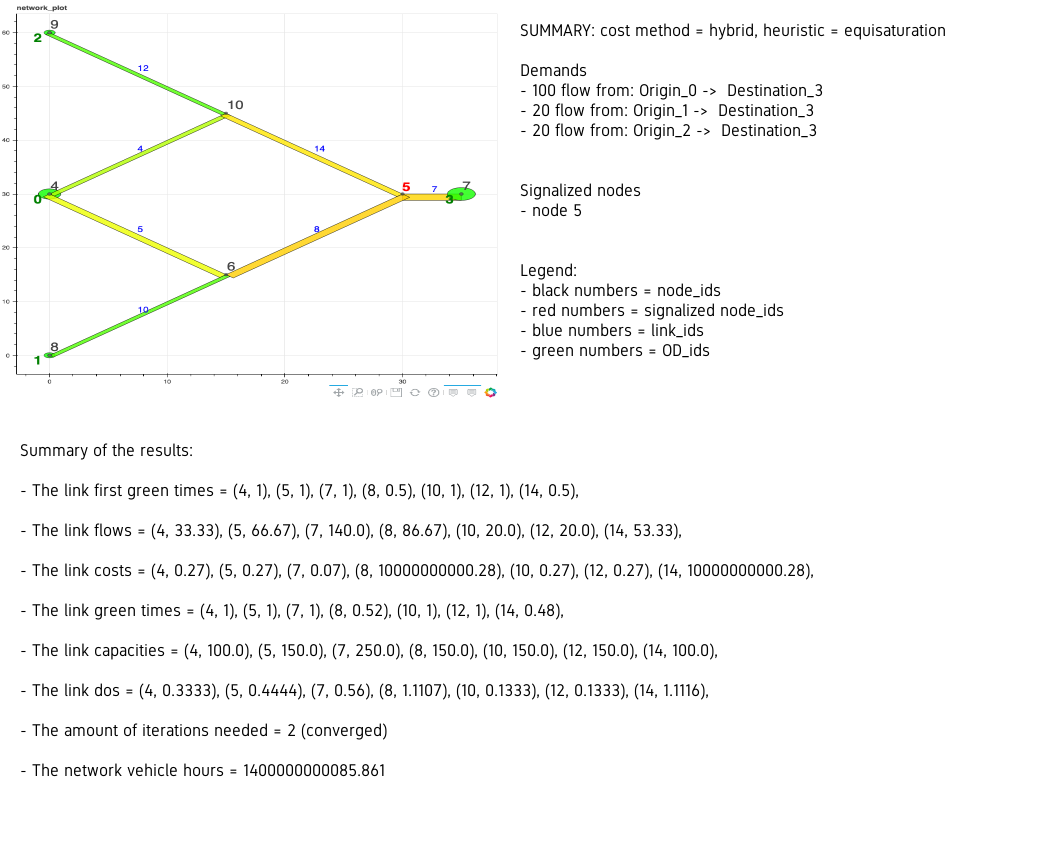 network_plot
60
50
40
30
20
10
0
0
10
20
30
9
2
12
10
4
14
4
0
5
7
7
3
5
8
6
10
8
1
SUMMARY: cost method = hybrid, heuristic = equisaturation
Demands
- 100 flow from: Origin_0 -> Destination_3
- 20 flow from: Origin_1 -> Destination_3
- 20 flow from: Origin_2 -> Destination_3
Signalized nodes
- node 5
Legend:
- black numbers = node_ids
- red numbers = signalized node_ids
- blue numbers = link_ids
- green numbers = OD_ids
Summary of the results:
- The link first green times = (4, 1), (5, 1), (7, 1), (8, 0.5), (10, 1), (12, 1), (14, 0.5),
- The link flows = (4, 33.33), (5, 66.67), (7, 140.0), (8, 86.67), (10, 20.0), (12, 20.0), (14, 53.33),
- The link costs = (4, 0.27), (5, 0.27), (7, 0.07), (8, 10000000000.28), (10, 0.27), (12, 0.27), (14, 10000000000.28),
- The link green times = (4, 1), (5, 1), (7, 1), (8, 0.52), (10, 1), (12, 1), (14, 0.48),
- The link capacities = (4, 100.0), (5, 150.0), (7, 250.0), (8, 150.0), (10, 150.0), (12, 150.0), (14, 100.0),
- The link dos = (4, 0.3333), (5, 0.4444), (7, 0.56), (8, 1.1107), (10, 0.1333), (12, 0.1333), (14, 1.1116),
- The amount of iterations needed = 2 (converged)
- The network vehicle hours = 1400000000085.861